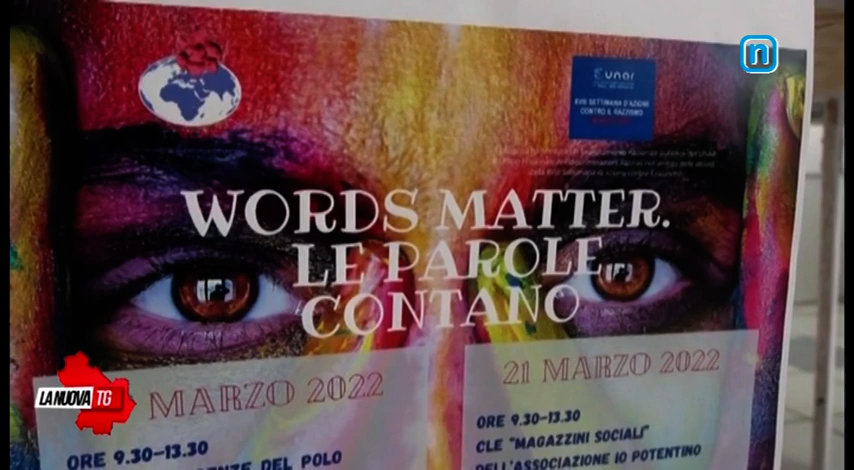 n
unar
XVIII SETTIMANA D'AZIONE
CONTRO IL RAZZISMO
WORDS MATTER.
LE PAROLE
CONTANO
MARZO 2022
21 MARZO 2022
LA NUOVA TG
ORE 9.30-13.30
DEL POLO
ORE 9.30-13.30
CLE "MAGAZZINI SOCIALI"
DELL'ASSOCIAZIONE IO POTENTINO